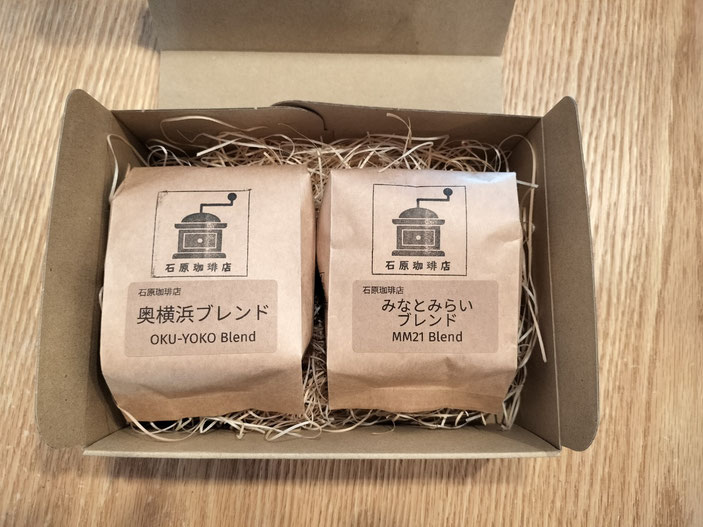 石原珈琲店
石原珈琲店
奥横浜ブレンド
OKU-YOKO Blend
石原珈琲店
石原珈琲店
みなとみらい
ブレンド
MM21 Blend